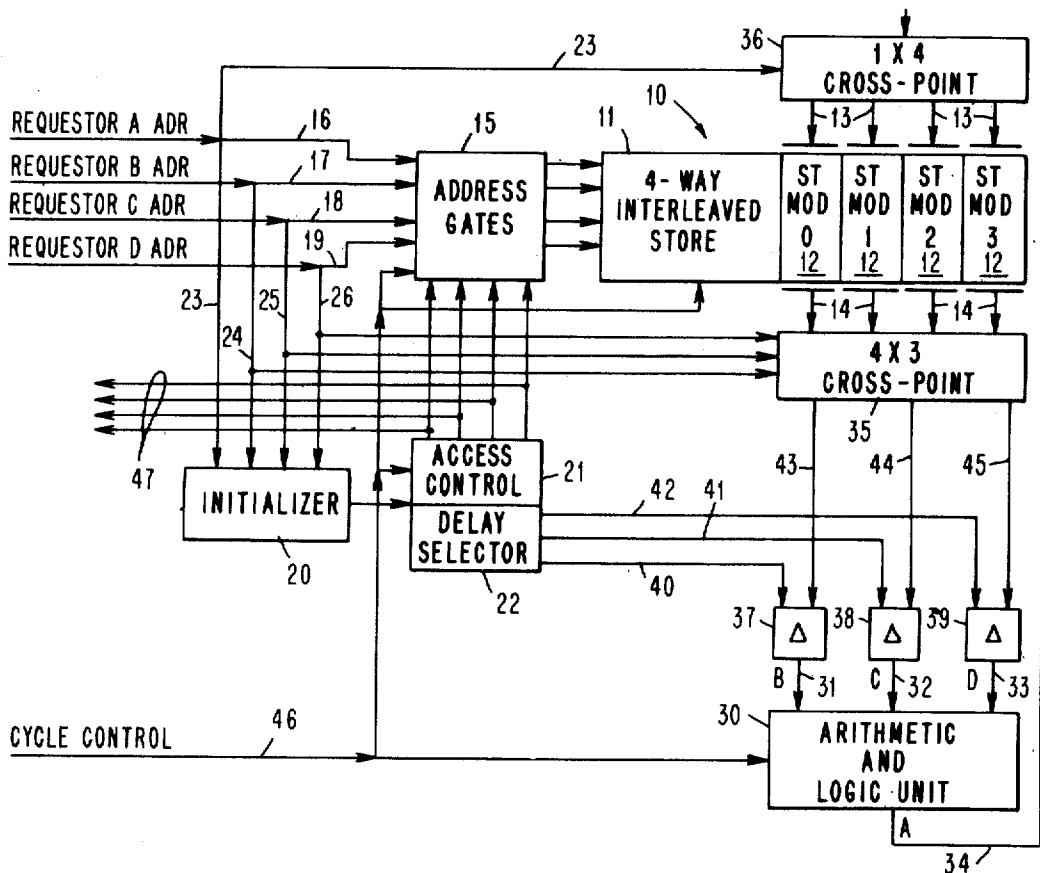 36
1 X 4
CROSS-POINT
23
13
13
10
REQUESTOR A ADR
16
15
11
REQUESTOR B ADR
17
REQUESTOR C ADR
18
REQUESTOR D ADR
19
ADDRESS
GATES
4-WAY
INTERLEAVED
STORE
ST
MOD
0
12
ST
MOD
1
12
ST
MOD
2
12
ST
MOD
3
12
23
25
26
24
14
14
4 X 3
CROSS-POINT
35
47
43
44
45
INITIALIZER
20
ACCESS
CONTROL
21
DELAY
SELECTOR
22
42
41
40
37
Δ
38
Δ
39
Δ
B
31
C
32
D
33
30
ARITHMETIC
AND
LOGIC UNIT
CYCLE CONTROL
46
A
34